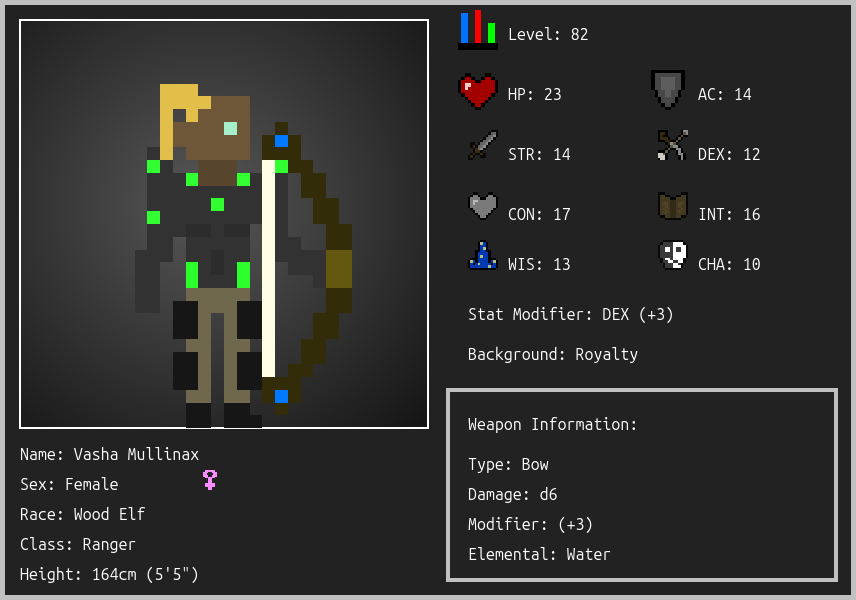 Level: 82
HP: 23
AC: 14
STR: 14
DEX: 12
CON: 17
INT: 16
WIS: 13
CHA: 10
Stat Modifier: DEX (+3)
Background: Royalty
Weapon Information:
Type: Bow
Damage: d6
Modifier: (+3)
Elemental: Water
Name: Vasha Mullinax
Sex: Female
Race: Wood Elf
Class: Ranger
Height: 164cm (5'5")